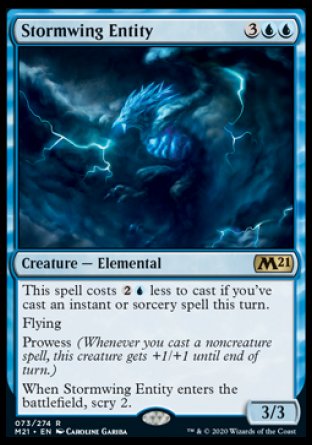 Stormwing Entity 3
Creature — Elemental M21
This spell costs 2 less to cast if you've
cast an instant or sorcery spell this turn.
Flying
Prowess (Whenever you cast a noncreature
spell, this creature gets +1/+1 until end of
turn.)
When Stormwing Entity enters the
battlefield, scry 2.
3/3
073/274 R
M21 • EN CAROLINE GARIBA
™ & © 2020 Wizards of the Coast